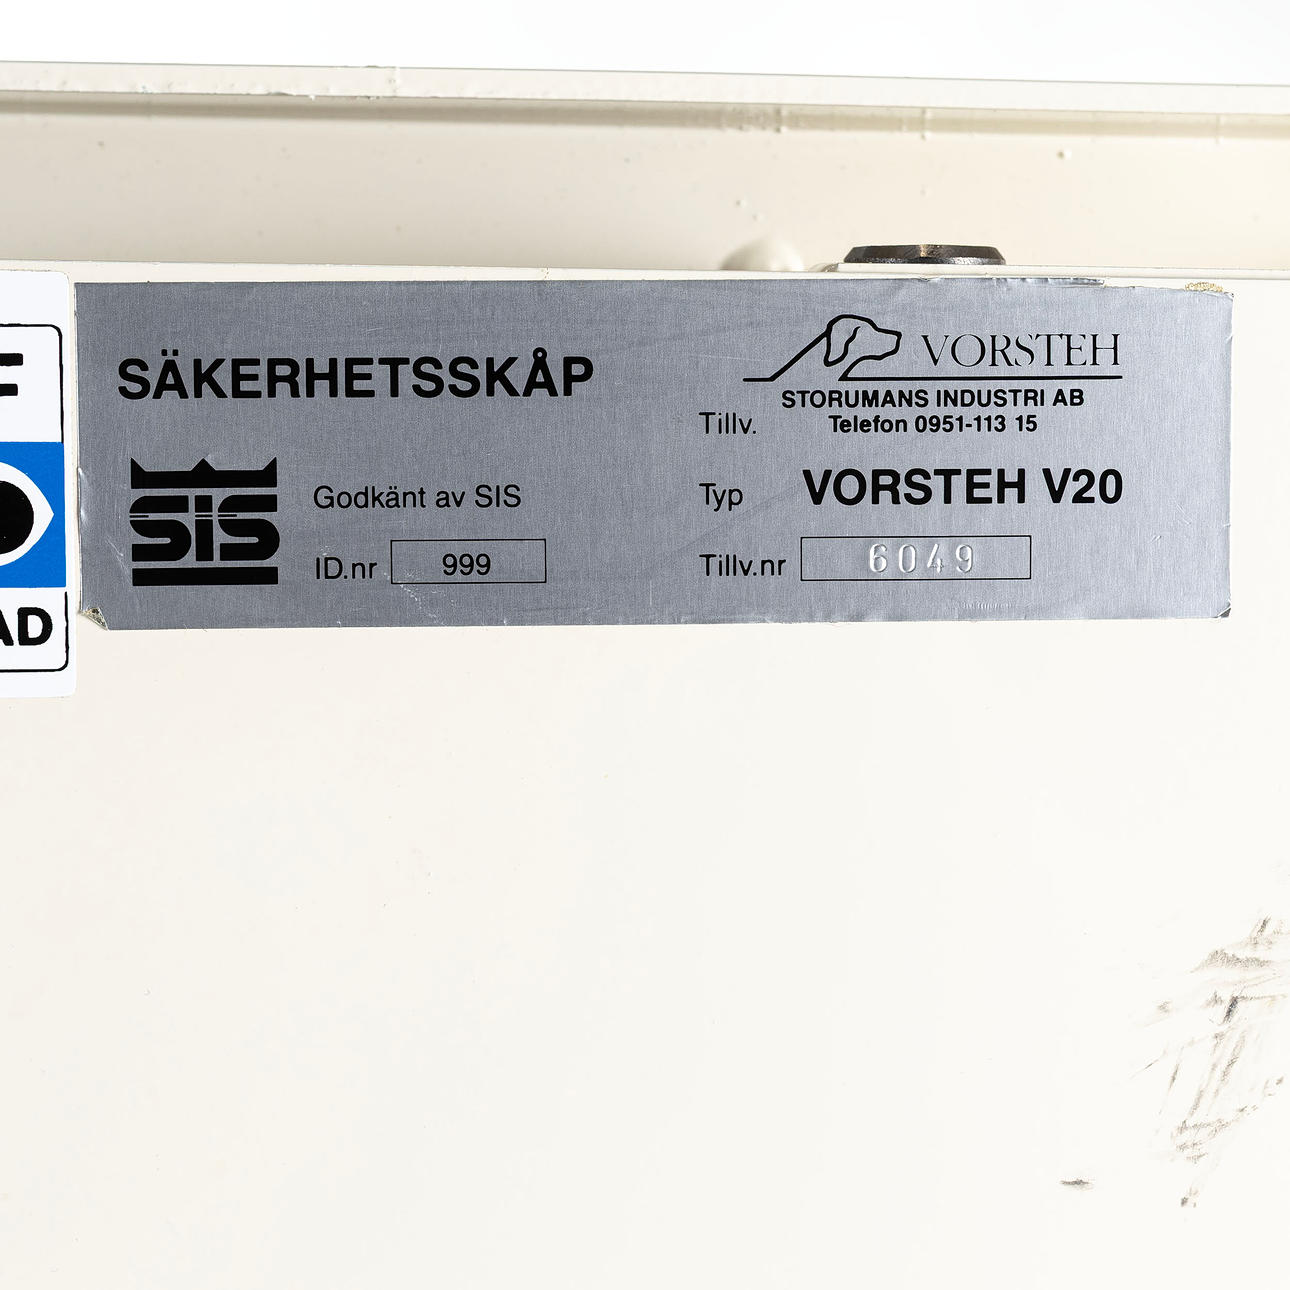 SÄKERHETSSKÅP
SIS
Godkänt av SIS
ID.nr 999
VORSTEH
STORUMANS INDUSTRI AB
Tillv. Telefon 0951-113 15
Typ VORSTEH V20
Tillv.nr 6049
F
AD